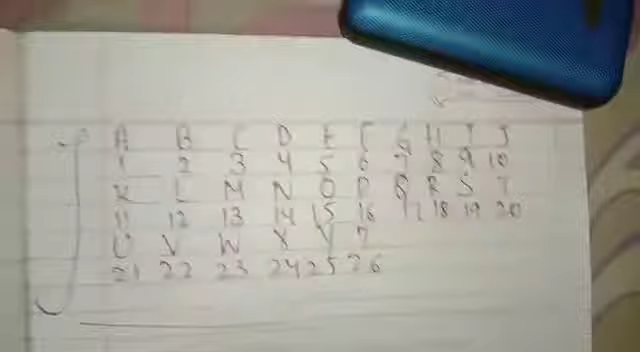 A B C D E F G H I J
1 2 3 4 5 6 7 8 9 10
K L M N O P Q R S T
11 12 13 14 15 16 17 18 19 20
U V W X Y Z
21 22 23 24 25 26